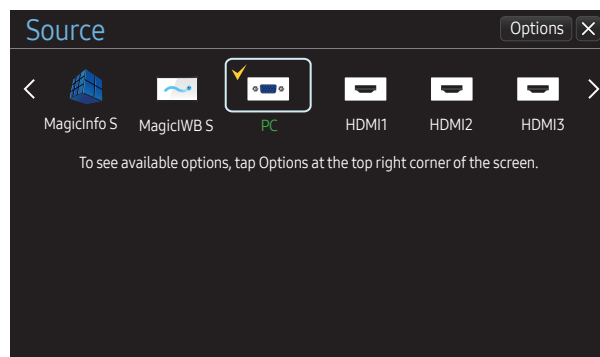 Source
Options
MagicInfo S
MagicIWB S
PC
HDMI1
HDMI2
HDMI3
To see available options, tap Options at the top right corner of the screen.